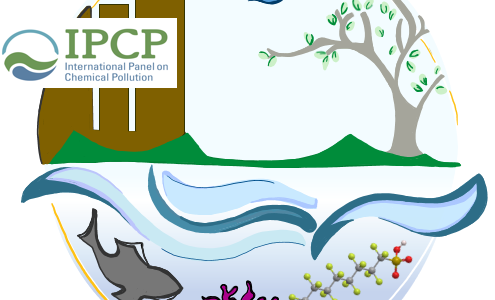 IPCP
International Panel on
Chemical Pollution